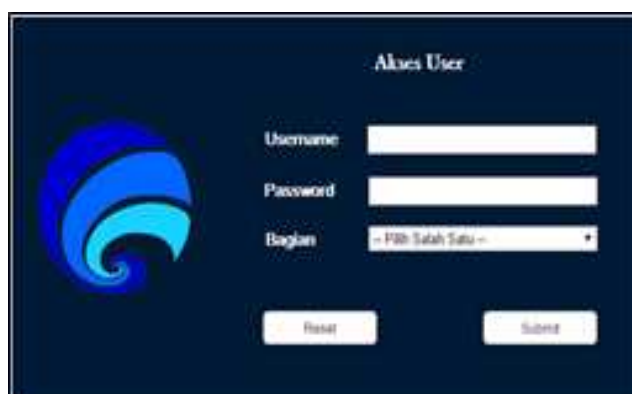 Akses User
Username
Password
Bagian
-- Pilih Salah Satu --
Reset
Submit